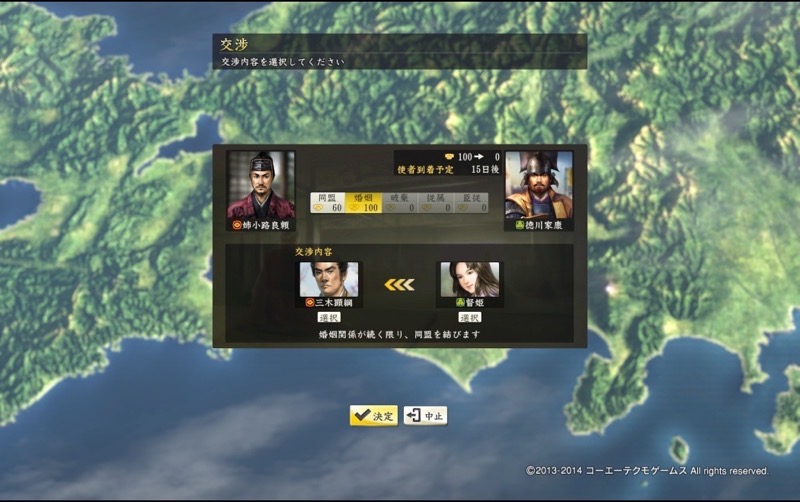 交渉
交渉内容を選択してください
100 0
使者到着予定 15日後
同盟 婚姻 破棄 従属 臣従
60 100 0 0 0
姉小路良頼 徳川家康
交渉内容
三木顕綱 督姫
選択 選択
婚姻関係が続く限り、同盟を結びます
決定 中止
©2013-2014 コーエーテクモゲームス All rights reserved.